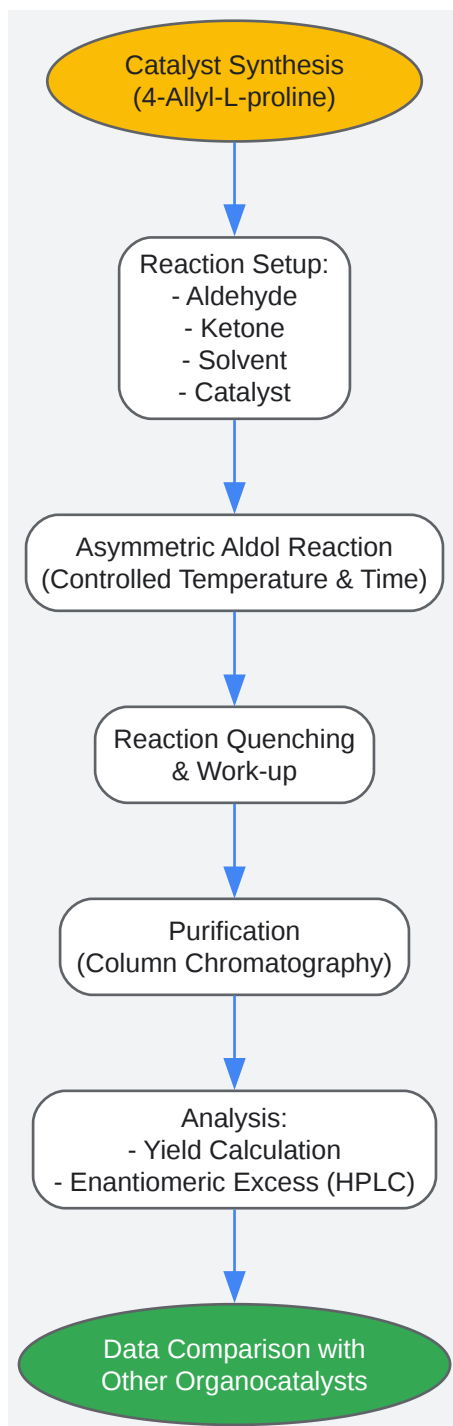 Catalyst Synthesis
(4-Allyl-L-proline)
Reaction Setup:
- Aldehyde
- Ketone
- Solvent
- Catalyst
Asymmetric Aldol Reaction
(Controlled Temperature & Time)
Reaction Quenching
& Work-up
Purification
(Column Chromatography)
Analysis:
- Yield Calculation
- Enantiomeric Excess (HPLC)
Data Comparison with
Other Organocatalysts